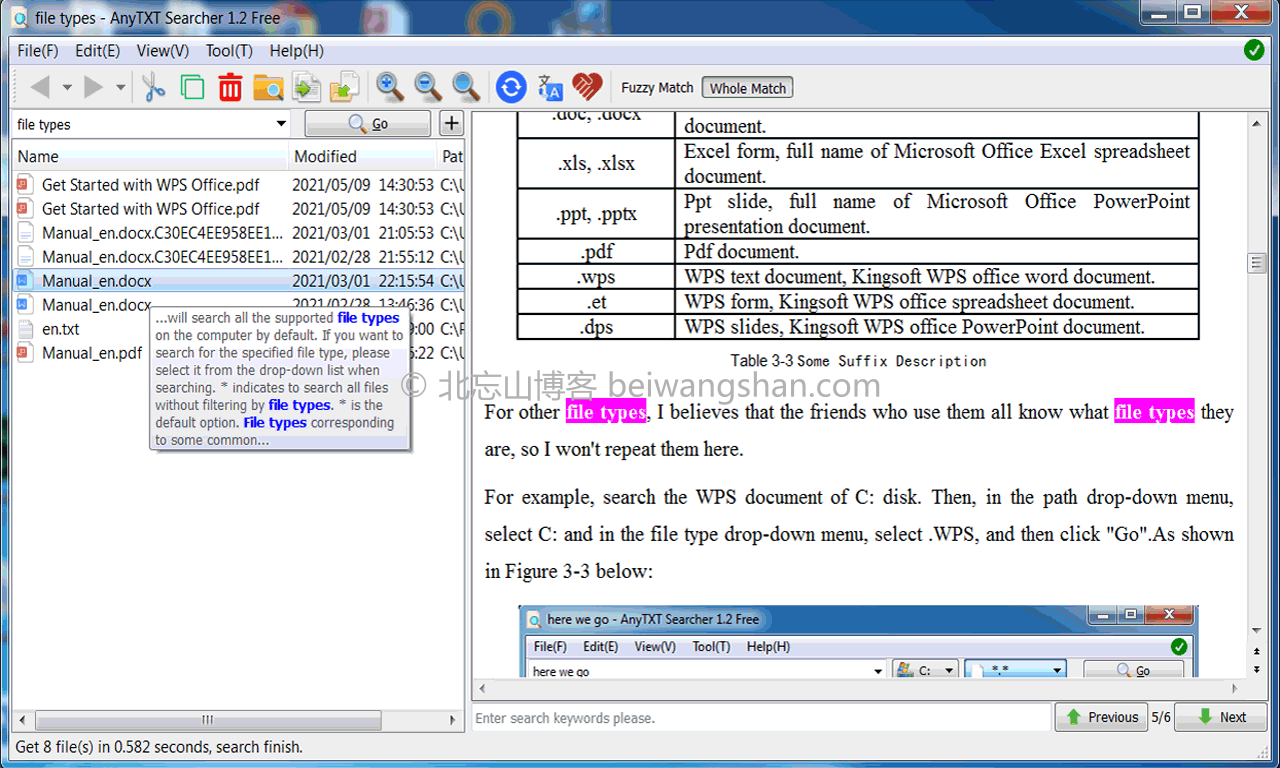 file types - AnyTXT Searcher 1.2 Free
File(F) Edit(E) View(V) Tool(T) Help(H)
Fuzzy Match Whole Match
file types Go
Name Modified Pat
Get Started with WPS Office.pdf 2021/05/09 14:30:53 C:\U
Get Started with WPS Office.pdf 2021/05/09 14:30:53 C:\U
Manual_en.docx.C30EC4EE958EE1... 2021/03/01 21:05:53 C:\U
Manual_en.docx.C30EC4EE958EE1... 2021/02/28 21:55:12 C:\U
Manual_en.docx 2021/03/01 22:15:54 C:\U
Manual_en.docx 2021/02/28 13:46:36 C:\U
en.txt 9:00 C:\P
Manual_en.pdf 5:22 C:\U
...will search all the supported file types
on the computer by default. If you want to
search for the specified file type, please
select it from the drop-down list when
searching. * indicates to search all files
without filtering by file types. * is the
default option. File types corresponding
to some common...
.doc, .docx document.
.xls, .xlsx Excel form, full name of Microsoft Office Excel spreadsheet
document.
.ppt, .pptx Ppt slide, full name of Microsoft Office PowerPoint
presentation document.
.pdf Pdf document.
.wps WPS text document, Kingsoft WPS office word document.
.et WPS form, Kingsoft WPS office spreadsheet document.
.dps WPS slides, Kingsoft WPS office PowerPoint document.
Table 3-3 Some Suffix Description
© 北忘山博客 beiwangshan.com
For other file types, I believes that the friends who use them all know what file types they
are, so I won't repeat them here.
For example, search the WPS document of C: disk. Then, in the path drop-down menu,
select C: and in the file type drop-down menu, select .WPS, and then click "Go".As shown
in Figure 3-3 below:
here we go - AnyTXT Searcher 1.2 Free
File(F) Edit(E) View(V) Tool(T) Help(H)
here we go C: *.* Go
Enter search keywords please. Previous 5/6 Next
Get 8 file(s) in 0.582 seconds, search finish.